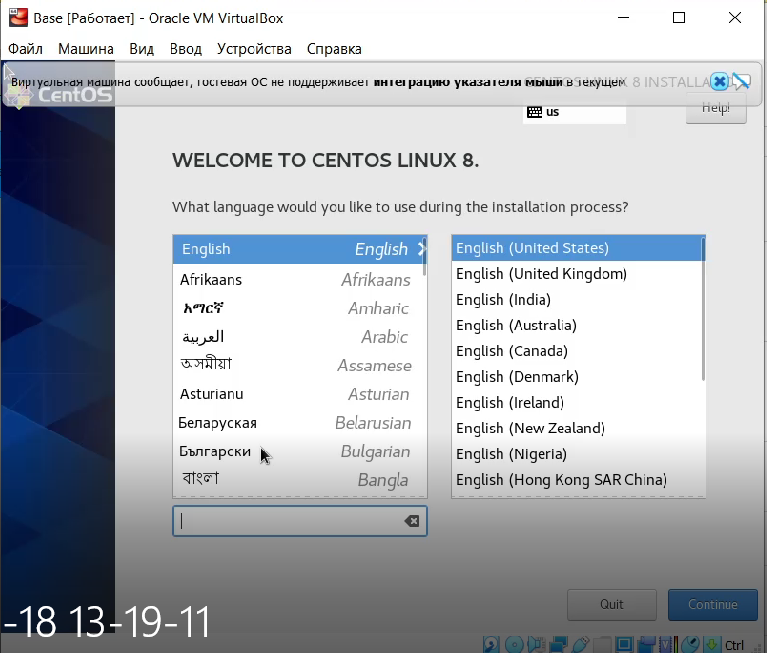 Base [Работает] - Oracle VM VirtualBox
Файл Машина Вид Ввод Устройства Справка
Виртуальная машина сообщает, гостевая ОС не поддерживает интеграцию указателя мыши в текущем
CENTOS LINUX 8 INSTALLA
CentOS
us
Help!
WELCOME TO CENTOS LINUX 8.
What language would you like to use during the installation process?
English English
Afrikaans Afrikaans
አማርኛ Amharic
العربية Arabic
অসমীয়া Assamese
Asturianu Asturian
Беларуская Belarusian
Български Bulgarian
বাংলা Bangla
English (United States)
English (United Kingdom)
English (India)
English (Australia)
English (Canada)
English (Denmark)
English (Ireland)
English (New Zealand)
English (Nigeria)
English (Hong Kong SAR China)
Quit Continue
-18 13-19-11
Ctrl